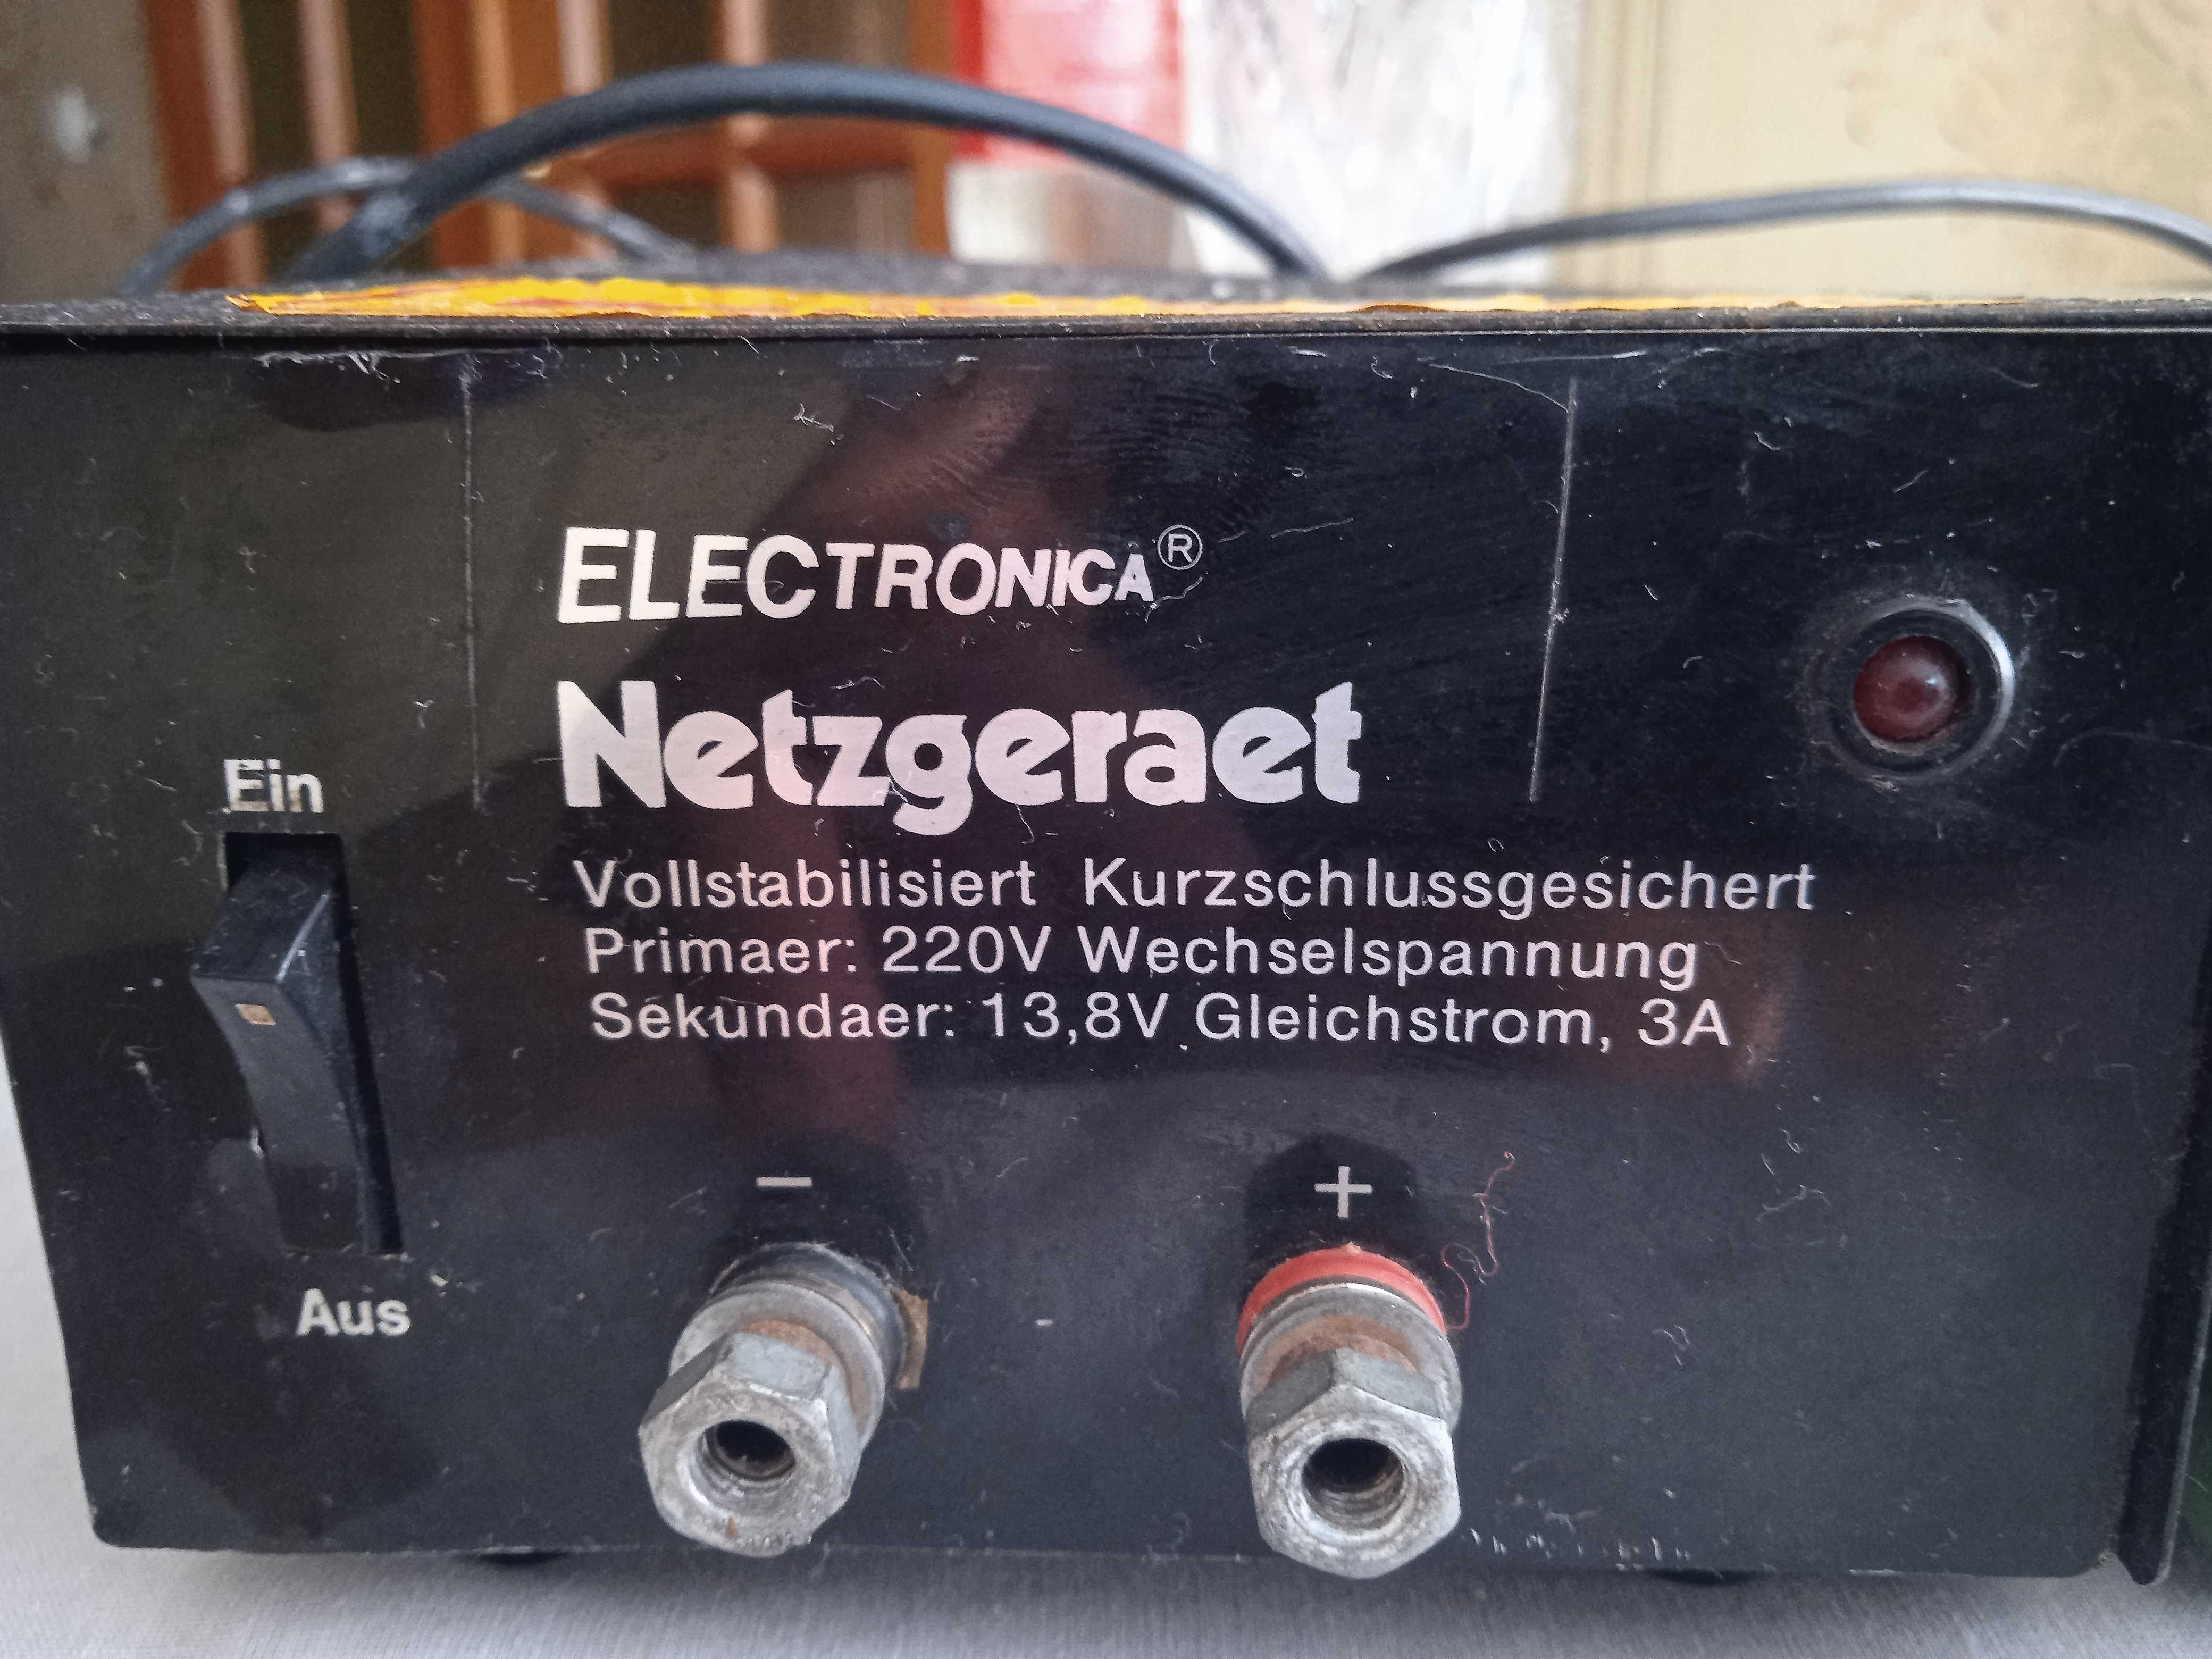 ELECTRONICA®
Netzgeraet
Ein
Vollstabilisiert Kurzschlussgesichert
Primaer: 220V Wechselspannung
Sekundaer: 13,8V Gleichstrom, 3A
- +
Aus